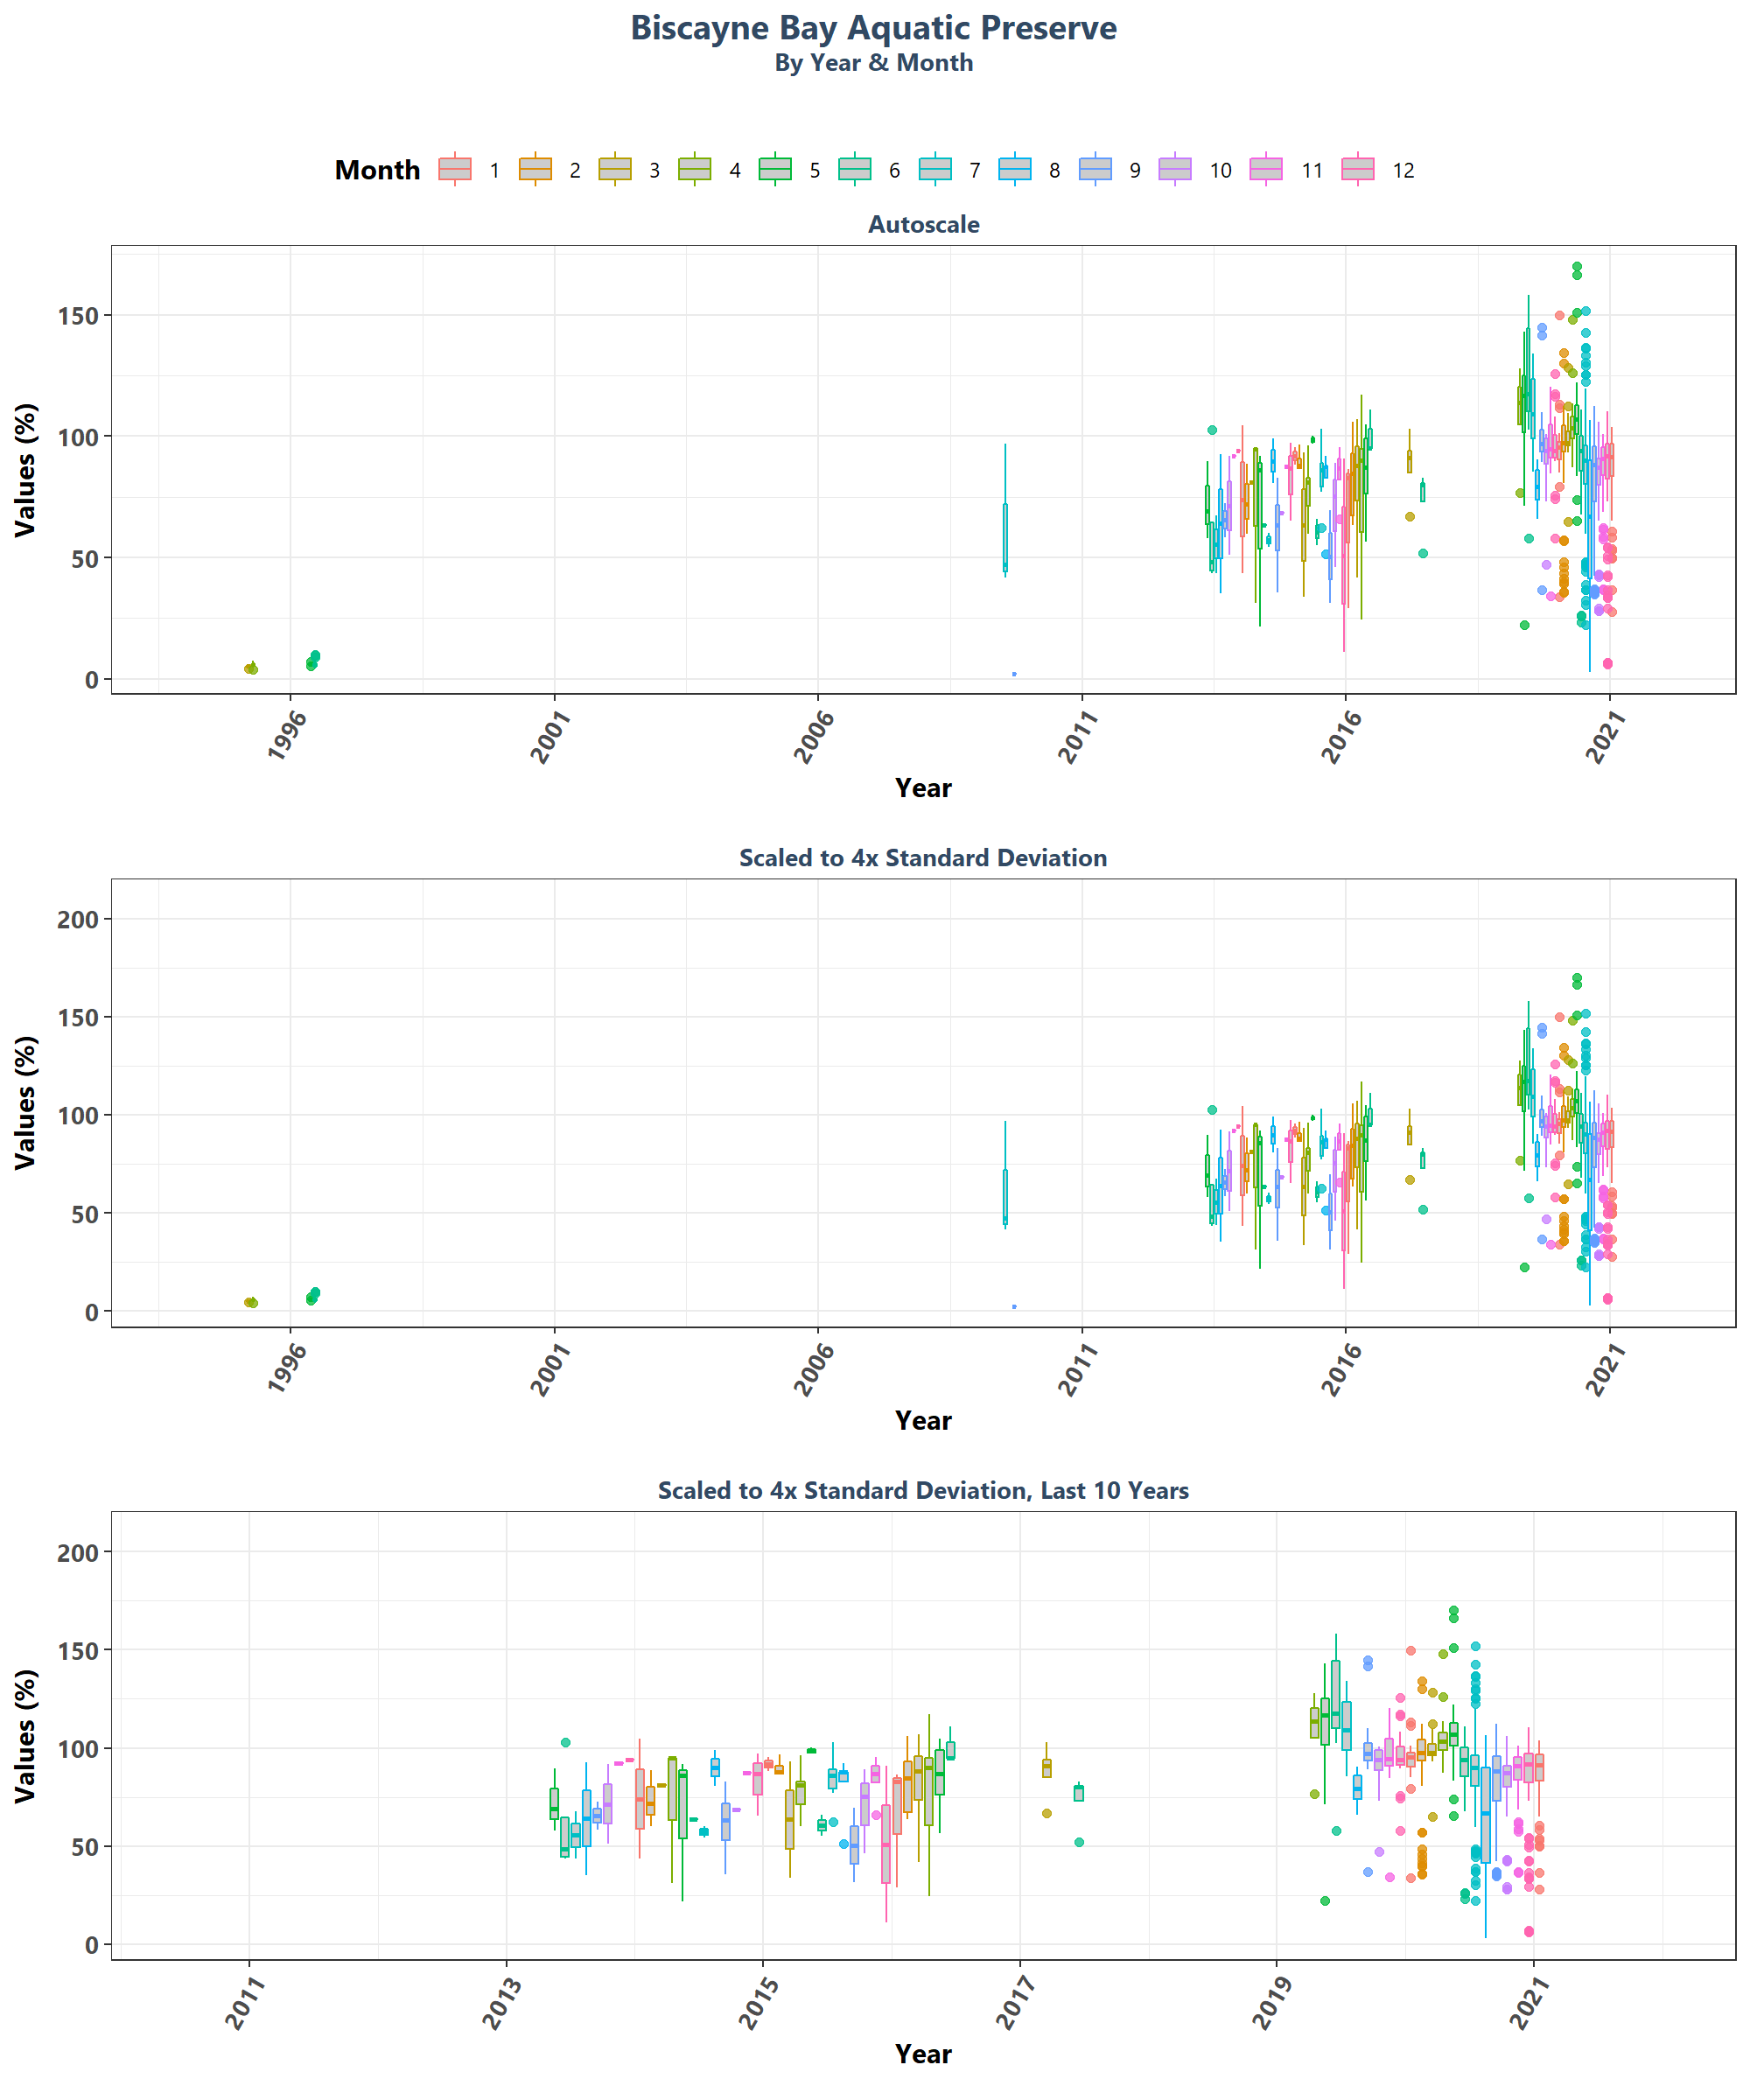 Biscayne Bay Aquatic Preserve
By Year & Month
Month 1 2 3 4 5 6 7 8 9 10 11 12
Autoscale
Values (%)
150
100
50
0
1996 2001 2006 2011 2016 2021
Year
Scaled to 4x Standard Deviation
Values (%)
200
150
100
50
0
1996 2001 2006 2011 2016 2021
Year
Scaled to 4x Standard Deviation, Last 10 Years
Values (%)
200
150
100
50
0
2011 2013 2015 2017 2019 2021
Year